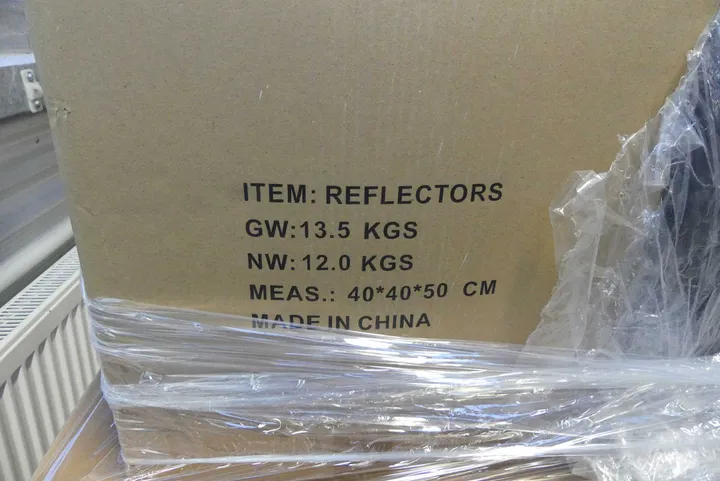 ITEM: REFLECTORS
GW:13.5 KGS
NW:12.0 KGS
MEAS.: 40*40*50 CM
MADE IN CHINA